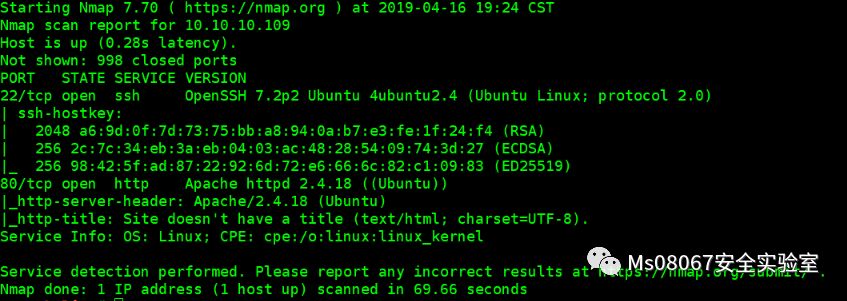 Starting Nmap 7.70 ( https://nmap.org ) at 2019-04-16 19:24 CST
Nmap scan report for 10.10.10.109
Host is up (0.28s latency).
Not shown: 998 closed ports
PORT   STATE SERVICE VERSION
22/tcp open  ssh     OpenSSH 7.2p2 Ubuntu 4ubuntu2.4 (Ubuntu Linux; protocol 2.0)
| ssh-hostkey:
|   2048 a6:9d:0f:7d:73:75:bb:a8:94:0a:b7:e3:fe:1f:24:f4 (RSA)
|   256 2c:7c:34:eb:3a:eb:04:03:ac:48:28:54:09:74:3d:27 (ECDSA)
|_  256 98:42:5f:ad:87:22:92:6d:72:e6:66:6c:82:c1:09:83 (ED25519)
80/tcp open  http    Apache httpd 2.4.18 ((Ubuntu))
|_http-server-header: Apache/2.4.18 (Ubuntu)
|_http-title: Site doesn't have a title (text/html; charset=UTF-8).
Service Info: OS: Linux; CPE: cpe:/o:linux:linux_kernel
Ms08067安全实验室
Service detection performed. Please report any incorrect results at https://nmap.org/submit/ .
Nmap done: 1 IP address (1 host up) scanned in 69.66 seconds